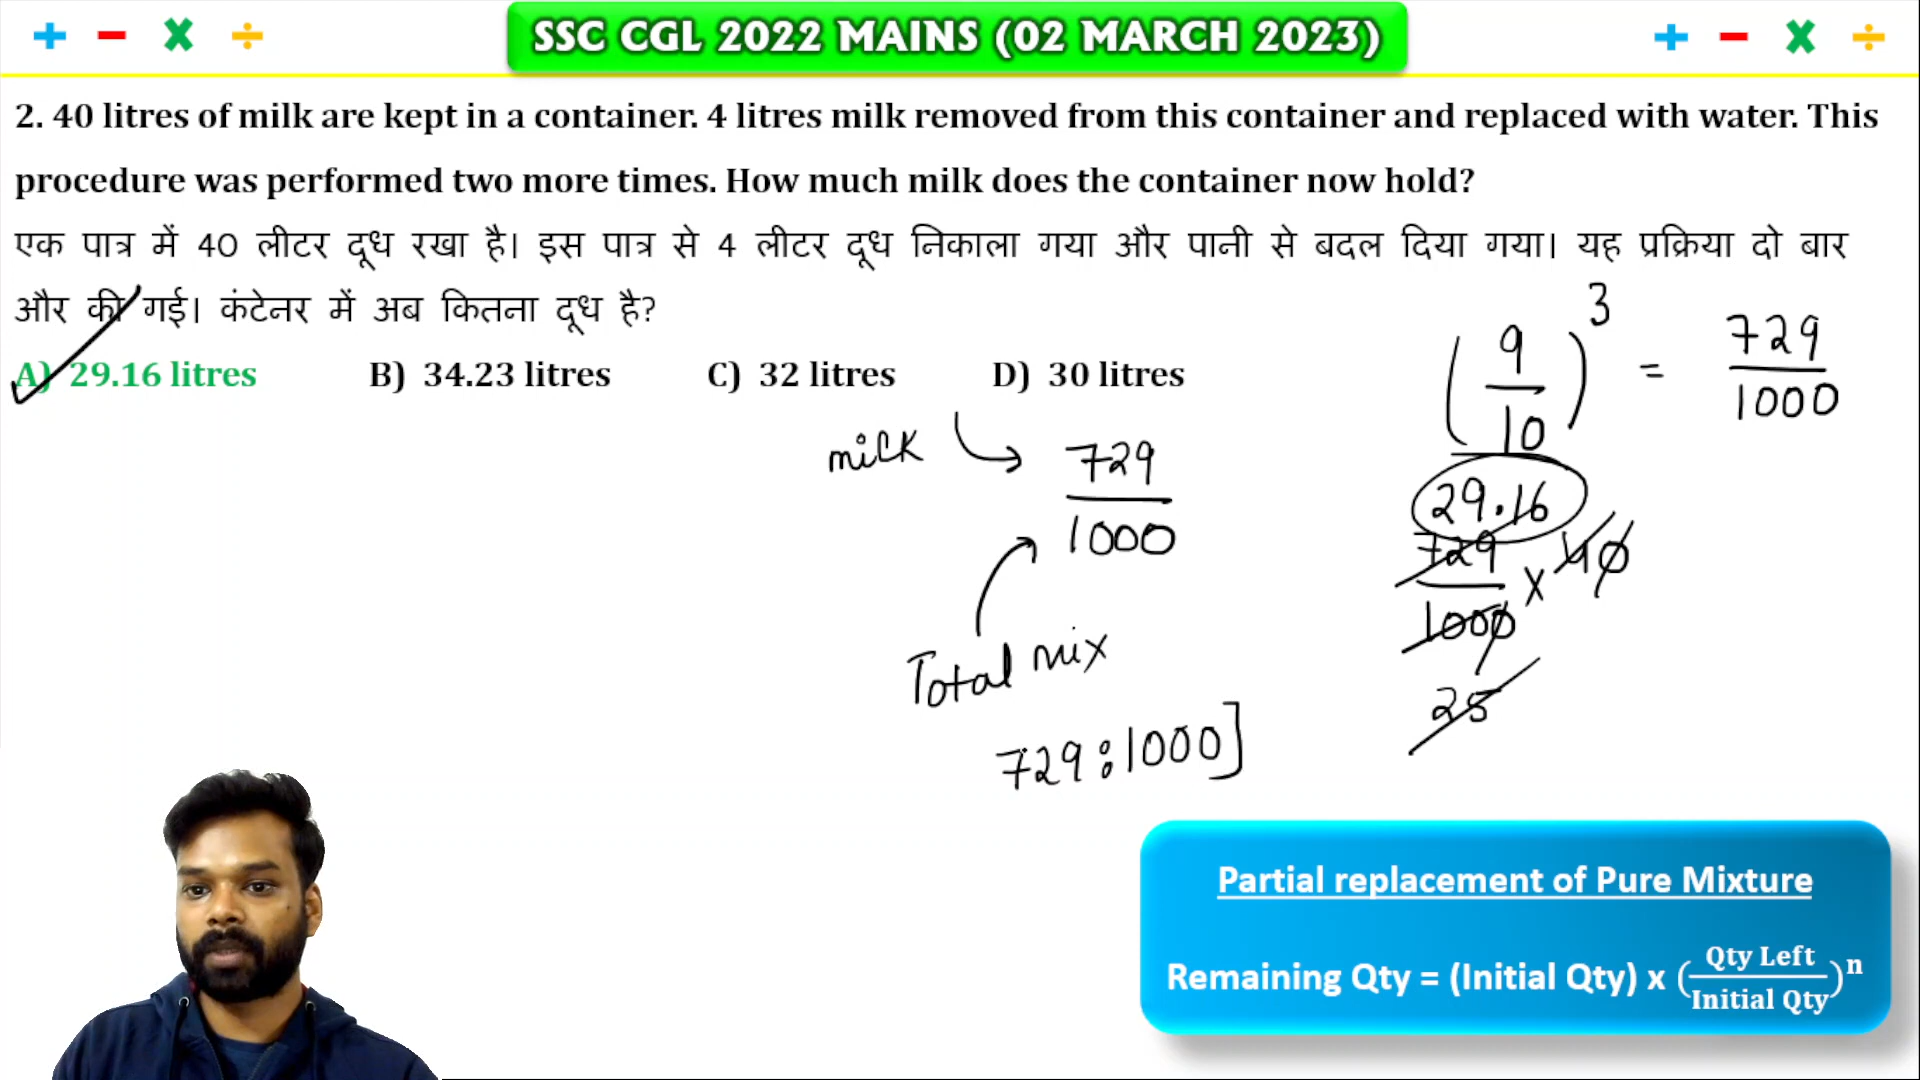 + − × ÷ SSC CGL 2022 MAINS (02 MARCH 2023) + − × ÷
2. 40 litres of milk are kept in a container. 4 litres milk removed from this container and replaced with water. This
procedure was performed two more times. How much milk does the container now hold?
एक पात्र में 40 लीटर दूध रखा है। इस पात्र से 4 लीटर दूध निकाला गया और पानी से बदल दिया गया। यह प्रक्रिया दो बार
और की गई। कंटेनर में अब कितना दूध है?
A) 29.16 litres B) 34.23 litres C) 32 litres D) 30 litres
(9/10)³ = 729/1000
milk 729
1000
Total mix
729:1000]
29.16
729/1000 × 40
25
Partial replacement of Pure Mixture
Remaining Qty = (Initial Qty) x (Qty Left/Initial Qty)ⁿ